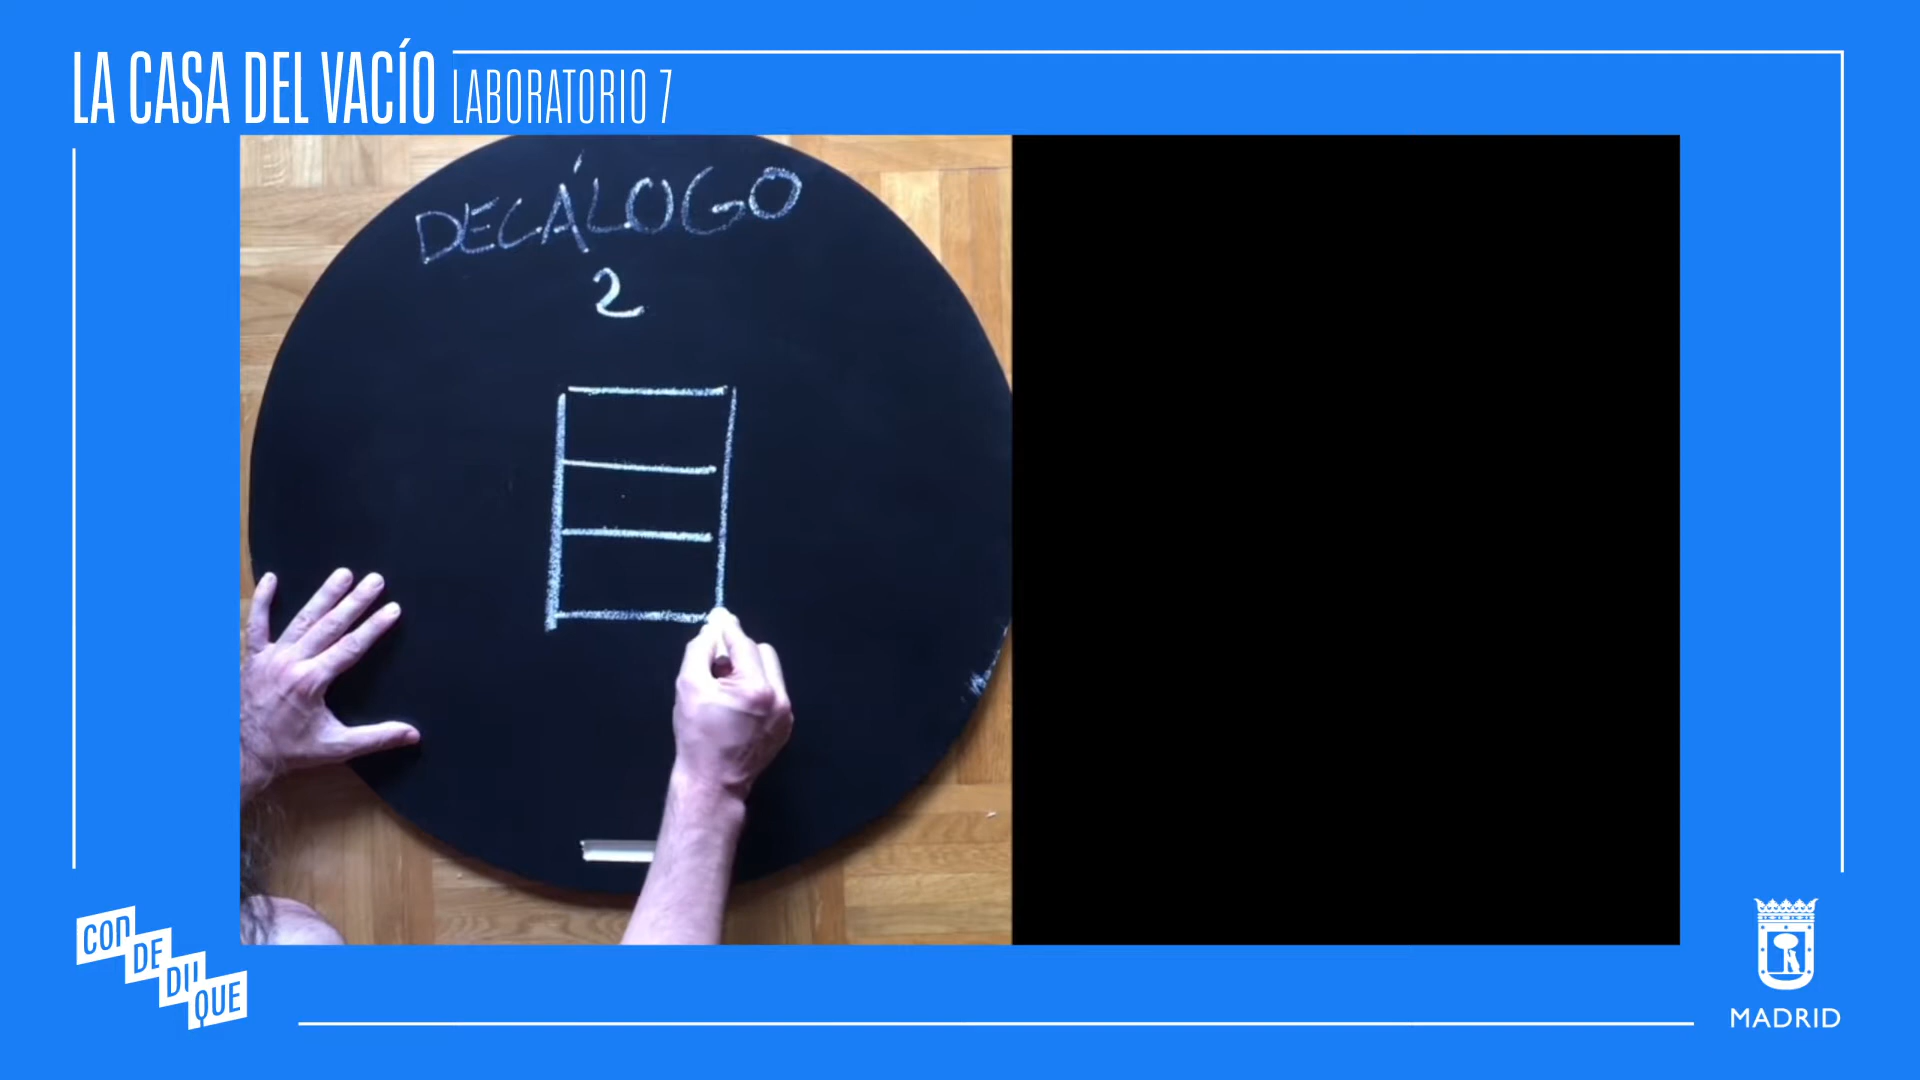 LA CASA DEL VACÍO LABORATORIO 7
DECÁLOGO
2
CON
DE
DU
QUE
MADRID